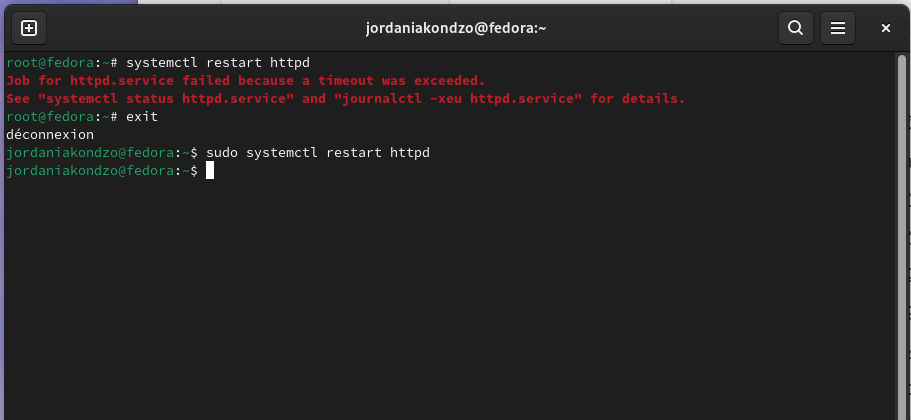 jordaniakondzo@fedora:~
root@fedora:~# systemctl restart httpd
Job for httpd.service failed because a timeout was exceeded.
See "systemctl status httpd.service" and "journalctl -xeu httpd.service" for details.
root@fedora:~# exit
déconnexion
jordaniakondzo@fedora:~$ sudo systemctl restart httpd
jordaniakondzo@fedora:~$